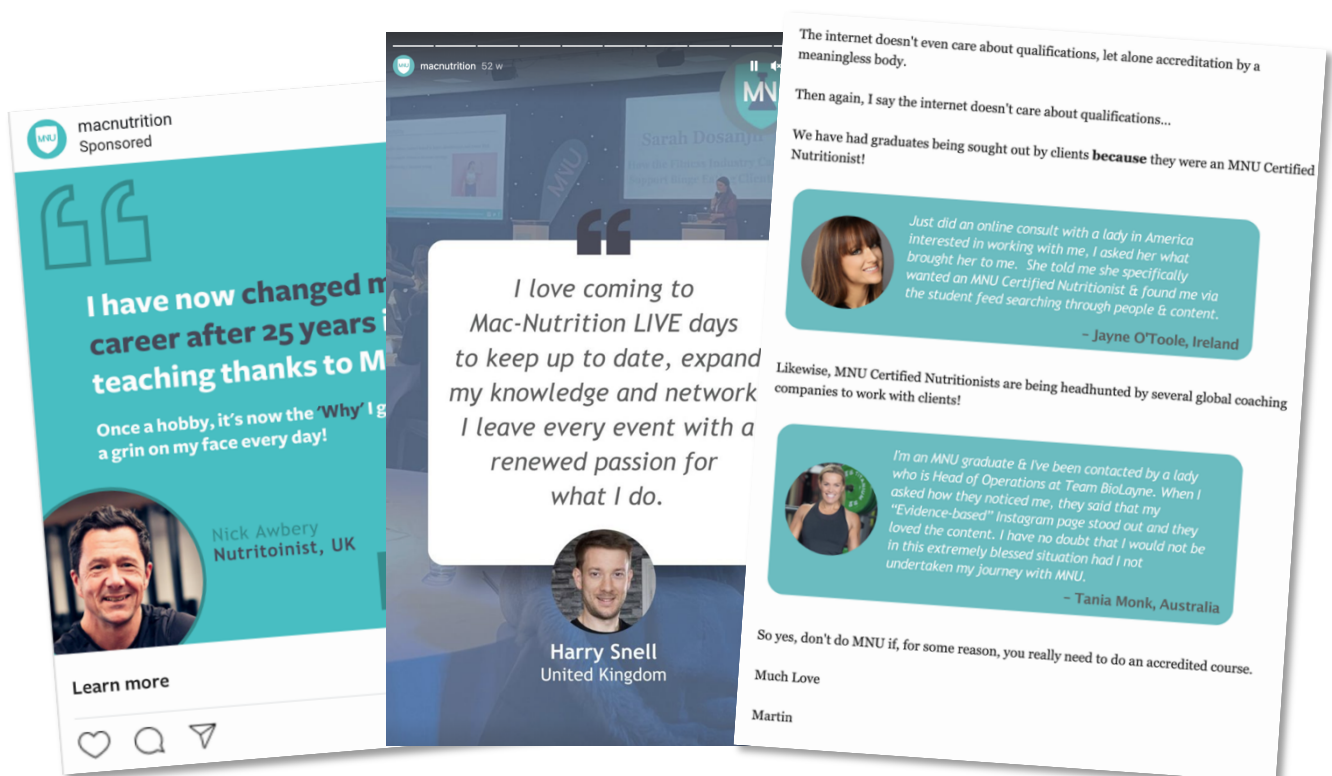 MNU
macnutrition
Sponsored
I have now changed
career after 25 years
teaching thanks to
Once a hobby, it's now the 'Why' I
a grin on my face every day!
Nick Awbery
Nutritoinist, UK
Learn more
macnutrition 52 w
MNU
Sarah Dosanjh
I love coming to
Mac-Nutrition LIVE days
to keep up to date, expand
my knowledge and network
I leave every event with a
renewed passion for
what I do.
Harry Snell
United Kingdom
The internet doesn't even care about qualifications, let alone accreditation by a
meaningless body.
Then again, I say the internet doesn't care about qualifications...
We have had graduates being sought out by clients because they were an MNU Certified
Nutritionist!
Just did an online consult with a lady in America
interested in working with me, I asked her what
brought her to me. She told me she specifically
wanted an MNU Certified Nutritionist & found me via
the student feed searching through people & content.
– Jayne O'Toole, Ireland
Likewise, MNU Certified Nutritionists are being headhunted by several global coaching
companies to work with clients!
I'm an MNU graduate & I've been contacted by a lady
who is Head of Operations at Team BioLayne. When I
asked how they noticed me, they said that my
"Evidence-based" Instagram page stood out and they
loved the content. I have no doubt that I would not be
in this extremely blessed situation had I not
undertaken my journey with MNU.
– Tania Monk, Australia
So yes, don't do MNU if, for some reason, you really need to do an accredited course.
Much Love
Martin